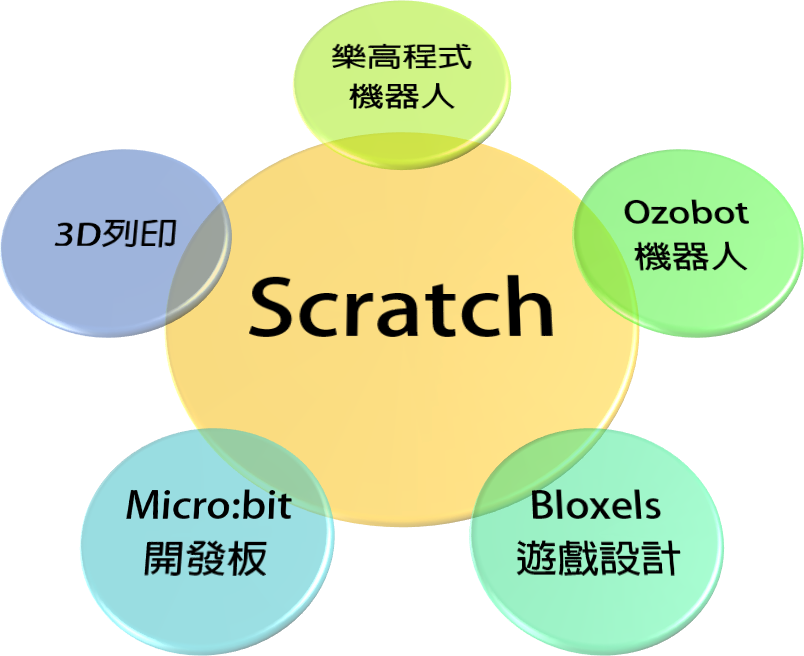 樂高程式
機器人
3D列印
Ozobot
機器人
Scratch
Micro:bit
開發板
Bloxels
遊戲設計